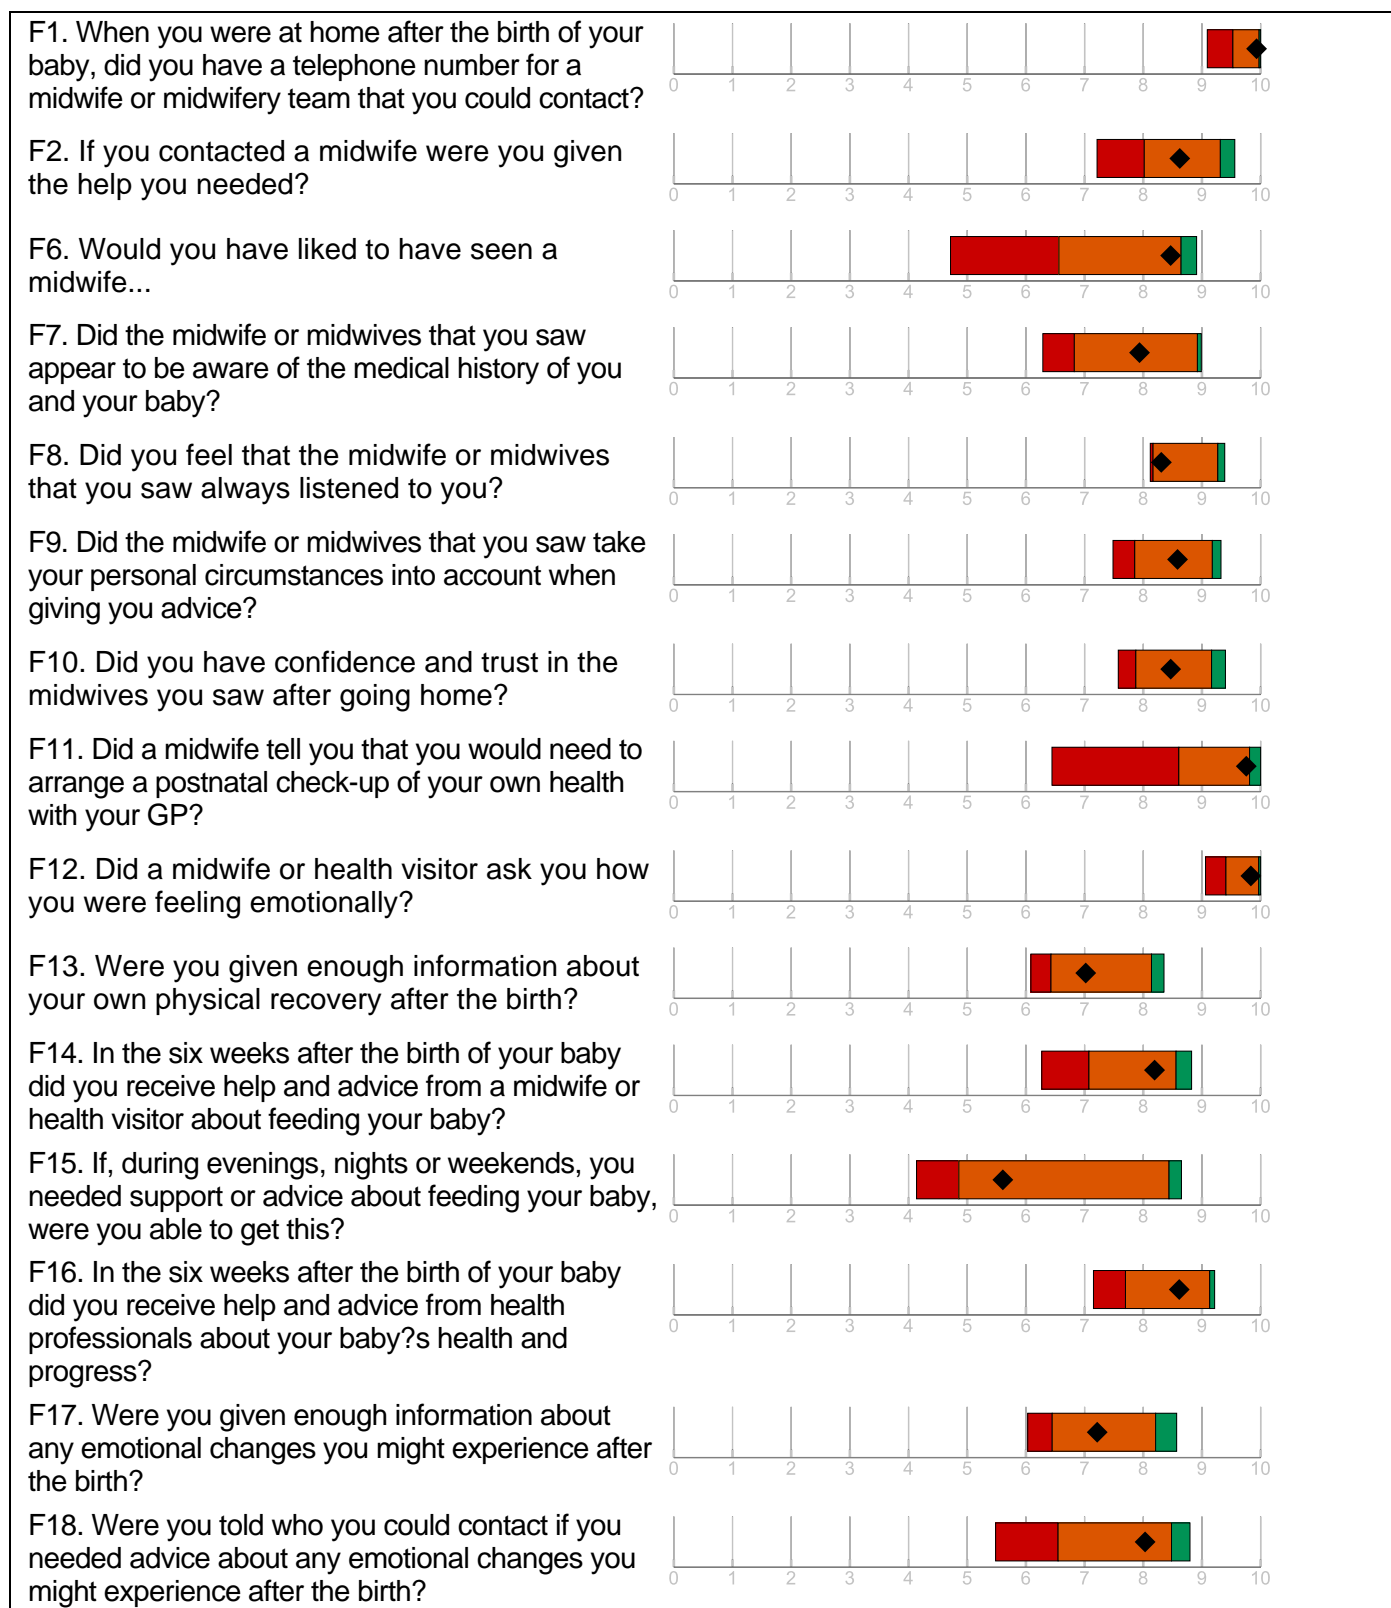 F1. When you were at home after the birth of your
baby, did you have a telephone number for a
midwife or midwifery team that you could contact?
0 1 2 3 4 5 6 7 8 9 10
F2. If you contacted a midwife were you given
the help you needed?
0 1 2 3 4 5 6 7 8 9 10
F6. Would you have liked to have seen a
midwife...
0 1 2 3 4 5 6 7 8 9 10
F7. Did the midwife or midwives that you saw
appear to be aware of the medical history of you
and your baby?
0 1 2 3 4 5 6 7 8 9 10
F8. Did you feel that the midwife or midwives
that you saw always listened to you?
0 1 2 3 4 5 6 7 8 9 10
F9. Did the midwife or midwives that you saw take
your personal circumstances into account when
giving you advice?
0 1 2 3 4 5 6 7 8 9 10
F10. Did you have confidence and trust in the
midwives you saw after going home?
0 1 2 3 4 5 6 7 8 9 10
F11. Did a midwife tell you that you would need to
arrange a postnatal check-up of your own health
with your GP?
0 1 2 3 4 5 6 7 8 9 10
F12. Did a midwife or health visitor ask you how
you were feeling emotionally?
0 1 2 3 4 5 6 7 8 9 10
F13. Were you given enough information about
your own physical recovery after the birth?
0 1 2 3 4 5 6 7 8 9 10
F14. In the six weeks after the birth of your baby
did you receive help and advice from a midwife or
health visitor about feeding your baby?
0 1 2 3 4 5 6 7 8 9 10
F15. If, during evenings, nights or weekends, you
needed support or advice about feeding your baby,
were you able to get this?
0 1 2 3 4 5 6 7 8 9 10
F16. In the six weeks after the birth of your baby
did you receive help and advice from health
professionals about your baby?s health and
progress?
0 1 2 3 4 5 6 7 8 9 10
F17. Were you given enough information about
any emotional changes you might experience after
the birth?
0 1 2 3 4 5 6 7 8 9 10
F18. Were you told who you could contact if you
needed advice about any emotional changes you
might experience after the birth?
0 1 2 3 4 5 6 7 8 9 10